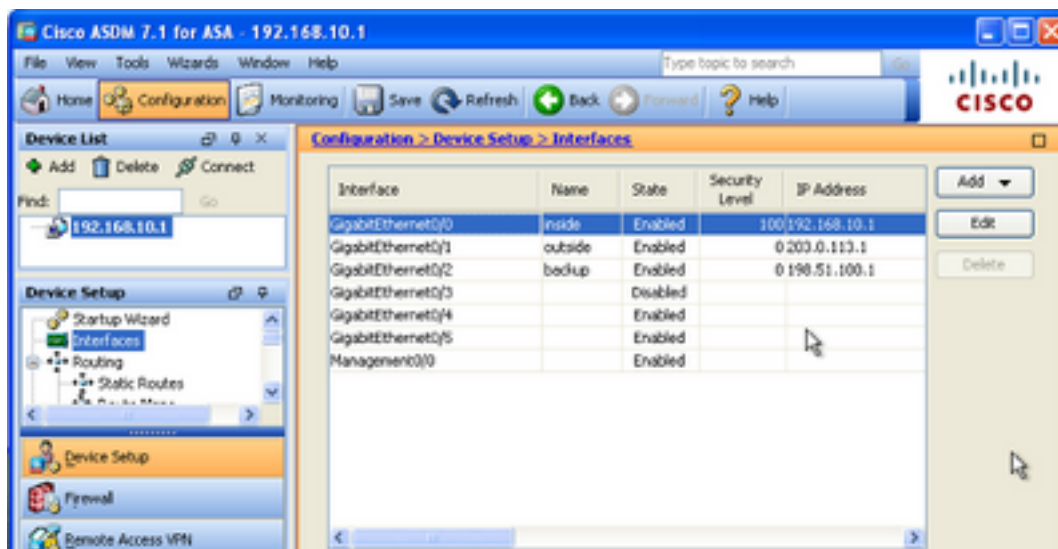 Cisco ASDM 7.1 for ASA - 192.168.10.1
File View Tools Wizards Window Help
Type topic to search Go
Home Configuration Monitoring Save Refresh Back Forward Help
CISCO
Device List
Add Delete Connect
Find: Go
192.168.10.1
Device Setup
Startup Wizard
Interfaces
Routing
Static Routes
Device Setup
Firewall
Remote Access VPN
Configuration > Device Setup > Interfaces
Interface Name State Security Level IP Address
GigabitEthernet0/0 inside Enabled 100 192.168.10.1
GigabitEthernet0/1 outside Enabled 0 203.0.113.1
GigabitEthernet0/2 backup Enabled 0 198.51.100.1
GigabitEthernet0/3 Disabled
GigabitEthernet0/4 Enabled
GigabitEthernet0/5 Enabled
Management0/0 Enabled
Add
Edit
Delete